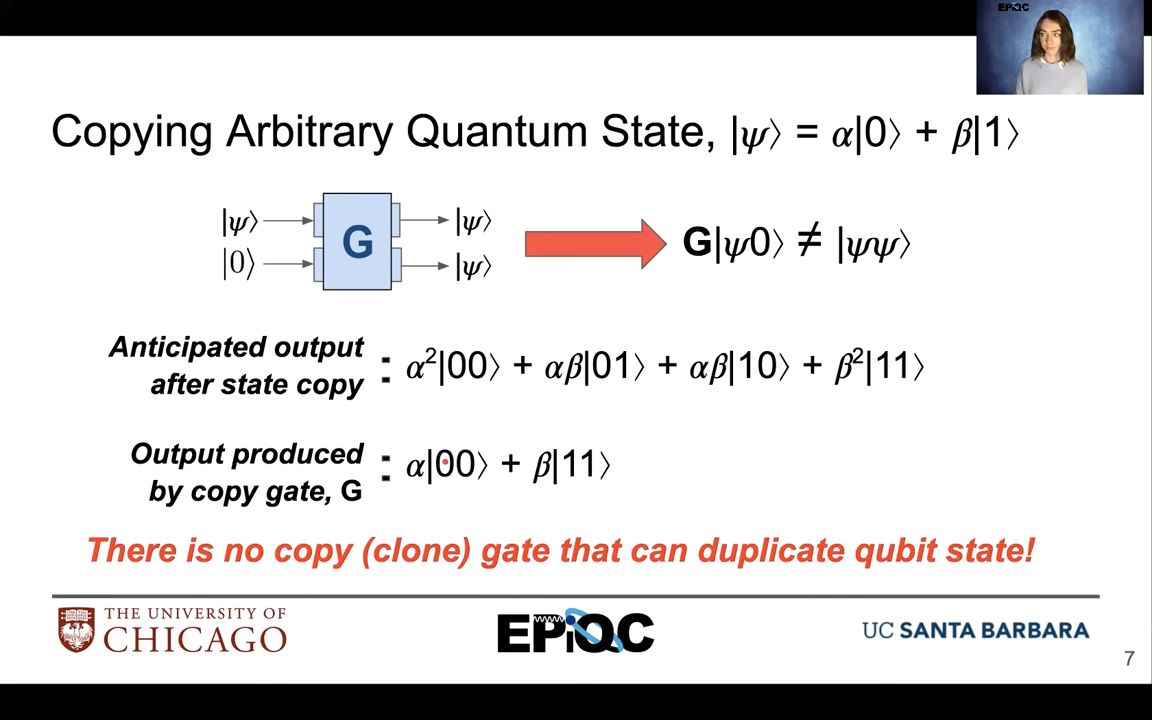 EPiQC
Copying Arbitrary Quantum State, |ψ⟩ = α|0⟩ + β|1⟩
|ψ⟩ G |ψ⟩
|0⟩ |ψ⟩
G|ψ0⟩ ≠ |ψψ⟩
Anticipated output
after state copy : α²|00⟩ + αβ|01⟩ + αβ|10⟩ + β²|11⟩
Output produced
by copy gate, G : α|00⟩ + β|11⟩
There is no copy (clone) gate that can duplicate qubit state!
THE UNIVERSITY OF
CHICAGO
EPiQC
UC SANTA BARBARA
7